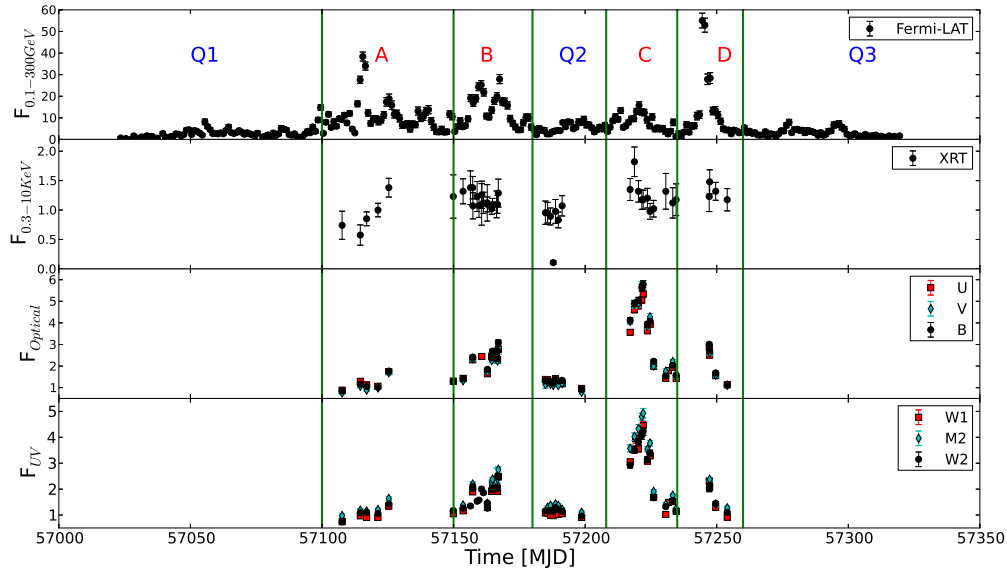 60
50
40
30
20
10
0
F0.1−300GeV
Q1
A
B
Q2
C
D
Q3
Fermi-LAT
2.0
1.5
1.0
0.5
0.0
F0.3−10KeV
XRT
6
5
4
3
2
1
FOptical
U
V
B
5
4
3
2
1
FUV
W1
M2
W2
57000 57050 57100 57150 57200 57250 57300 57350
Time [MJD]